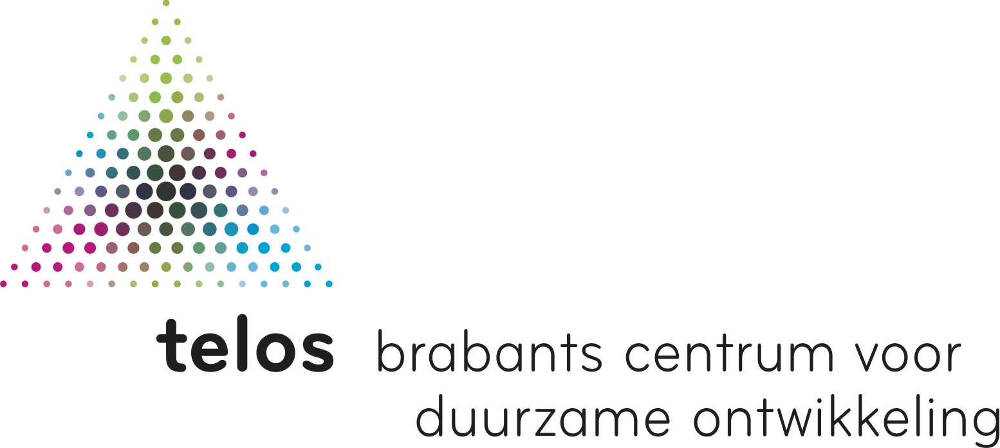 telos brabants centrum voor
duurzame ontwikkeling